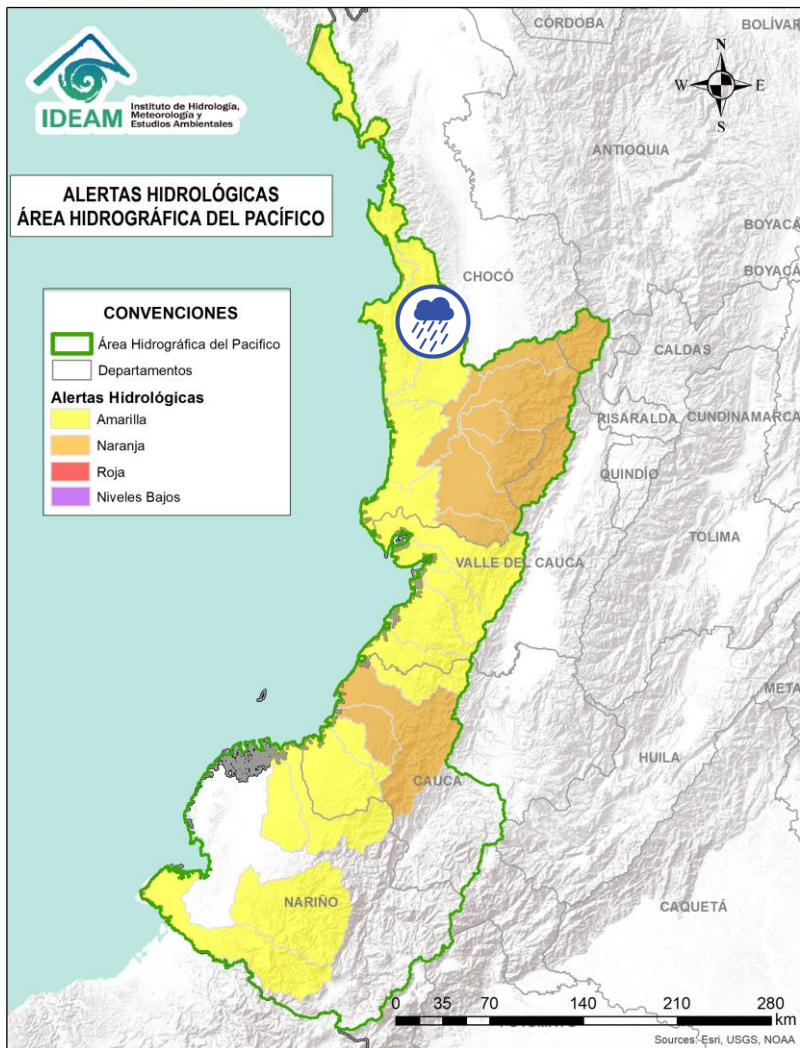 CÓRDOBA
BOLÍVAR
N
W
E
S
IDEAM
Instituto de Hidrología,
Meteorología y
Estudios Ambientales
ANTIOQUIA
ALERTAS HIDROLÓGICAS
ÁREA HIDROGRÁFICA DEL PACÍFICO
BOYACÁ
BOYACÁ
CHOCÓ
CONVENCIONES
Área Hidrográfica del Pacifico
Departamentos
Alertas Hidrológicas
Amarilla
Naranja
Roja
Niveles Bajos
CALDAS
RISARALDA
CUNDINAMARCA
QUINDÍO
TOLIMA
VALLE DEL CAUCA
META
HUILA
CAUCA
NARIÑO
CAQUETÁ
0 35 70 140 210 280
km
Sources: Esri, USGS, NOAA